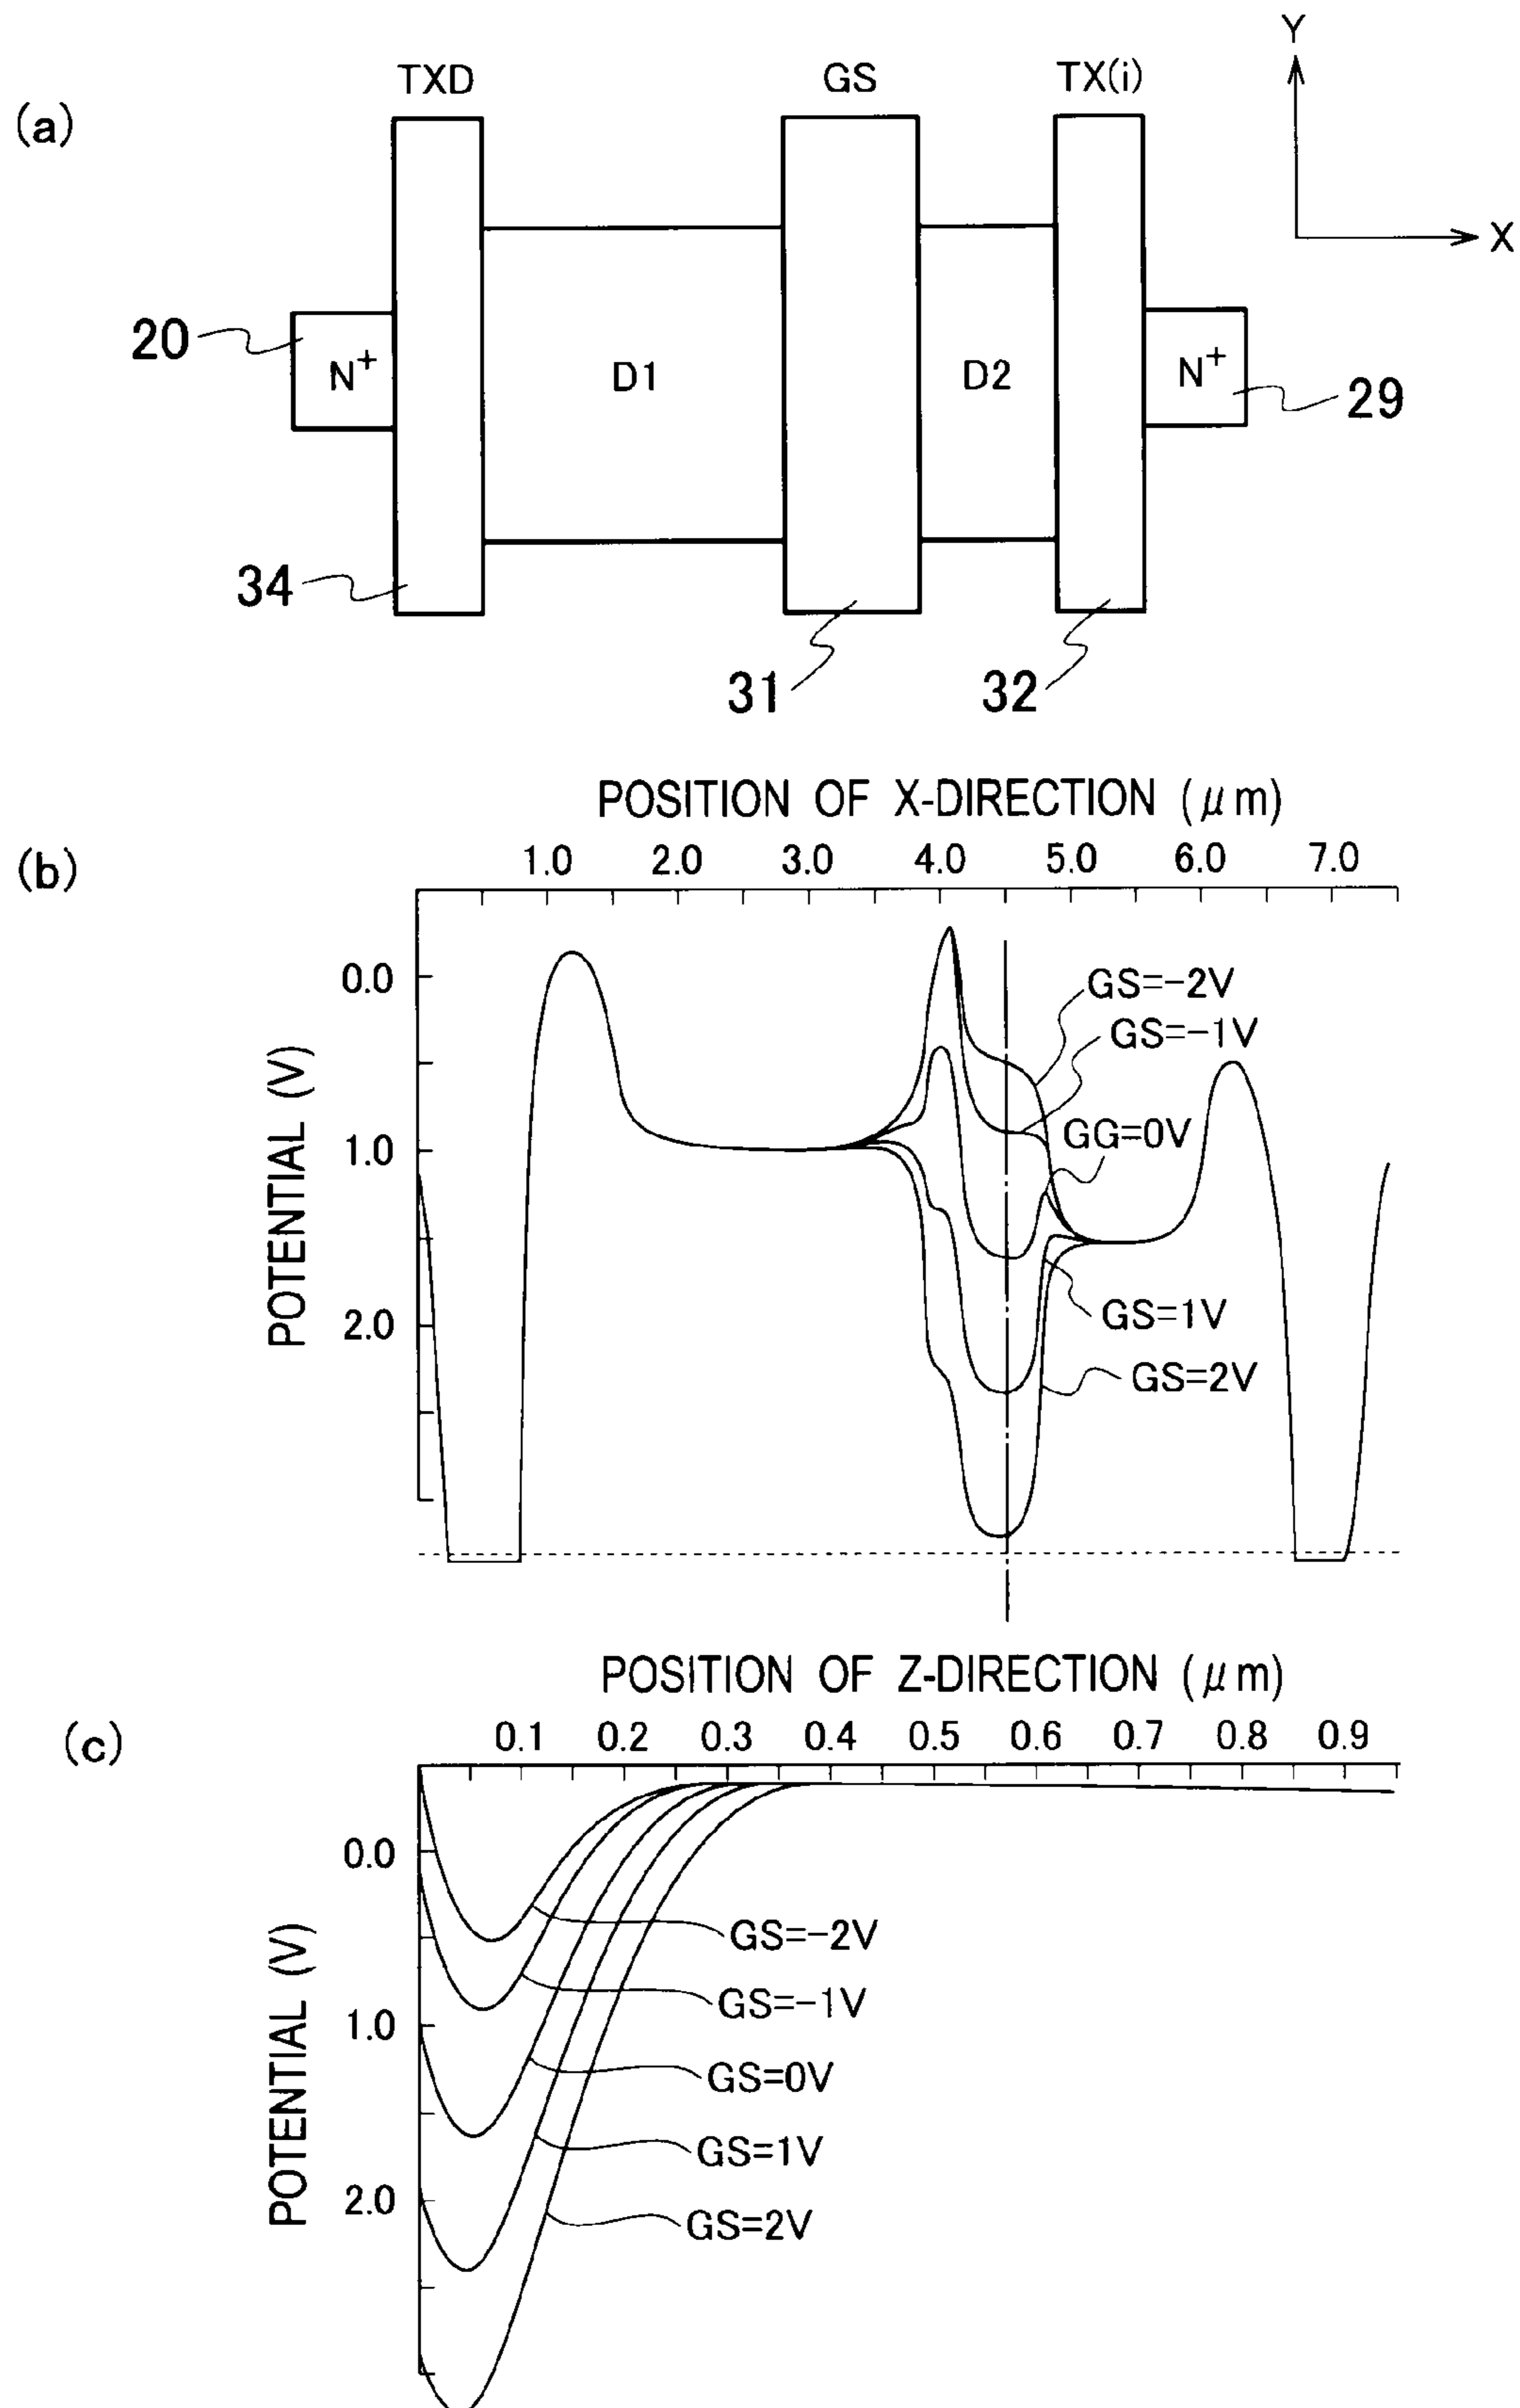 (a)
TXD GS TX(i)
Y
X
20
N+
D1
D2
N+
29
34
31
32
POSITION OF X-DIRECTION (μm)
(b)
1.0 2.0 3.0 4.0 5.0 6.0 7.0
POTENTIAL (V)
0.0
1.0
2.0
GS=-2V
GS=-1V
GG=0V
GS=1V
GS=2V
POSITION OF Z-DIRECTION (μm)
(c)
0.1 0.2 0.3 0.4 0.5 0.6 0.7 0.8 0.9
POTENTIAL (V)
0.0
1.0
2.0
GS=-2V
GS=-1V
GS=0V
GS=1V
GS=2V